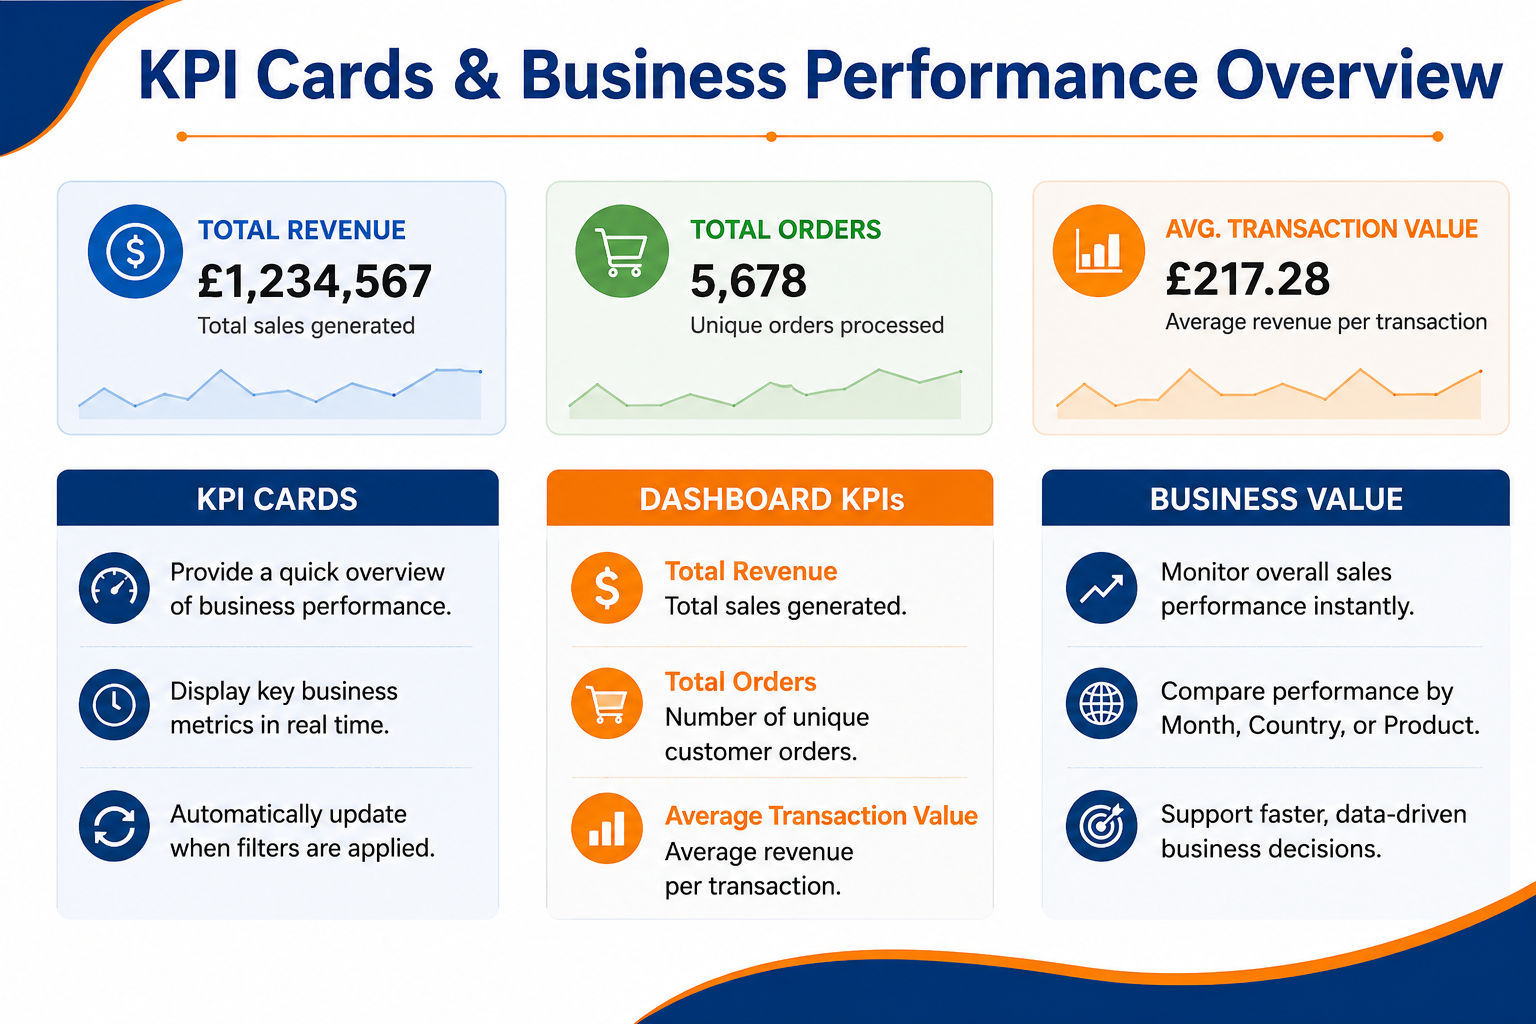 KPI Cards & Business Performance Overview
TOTAL REVENUE
£1,234,567
Total sales generated
TOTAL ORDERS
5,678
Unique orders processed
AVG. TRANSACTION VALUE
£217.28
Average revenue per transaction
KPI CARDS
Provide a quick overview
of business performance.
Display key business
metrics in real time.
Automatically update
when filters are applied.
DASHBOARD KPIs
Total Revenue
Total sales generated.
Total Orders
Number of unique
customer orders.
Average Transaction Value
Average revenue
per transaction.
BUSINESS VALUE
Monitor overall sales
performance instantly.
Compare performance by
Month, Country, or Product.
Support faster, data-driven
business decisions.